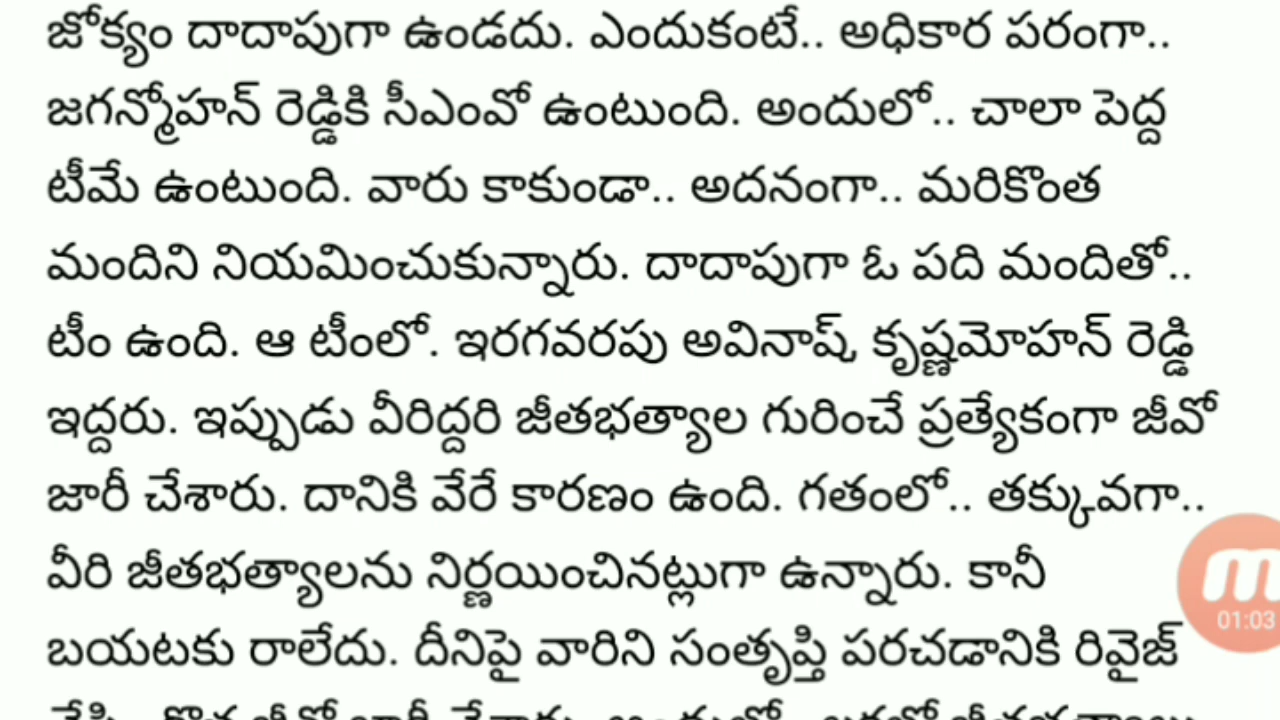 జోక్యం దాదాపుగా ఉండదు. ఎందుకంటే.. అధికార పరంగా..
జగన్మోహన్ రెడ్డికి సీఎంవో ఉంటుంది. అందులో.. చాలా పెద్ద
టీమే ఉంటుంది. వారు కాకుండా.. అదనంగా.. మరికొంత
మందిని నియమించుకున్నారు. దాదాపుగా ఓ పది మందితో..
టీం ఉంది. ఆ టీంలో. ఇరగవరపు అవినాష్, కృష్ణమోహన్ రెడ్డి
ఇద్దరు. ఇప్పుడు వీరిద్దరి జీతభత్యాల గురించే ప్రత్యేకంగా జీవో
జారీ చేశారు. దానికి వేరే కారణం ఉంది. గతంలో.. తక్కువగా..
వీరి జీతభత్యాలను నిర్ణయించినట్లుగా ఉన్నారు. కానీ
బయటకు రాలేదు. దీనిపై వారిని సంతృప్తి పరచడానికి రివైజ్
01:03